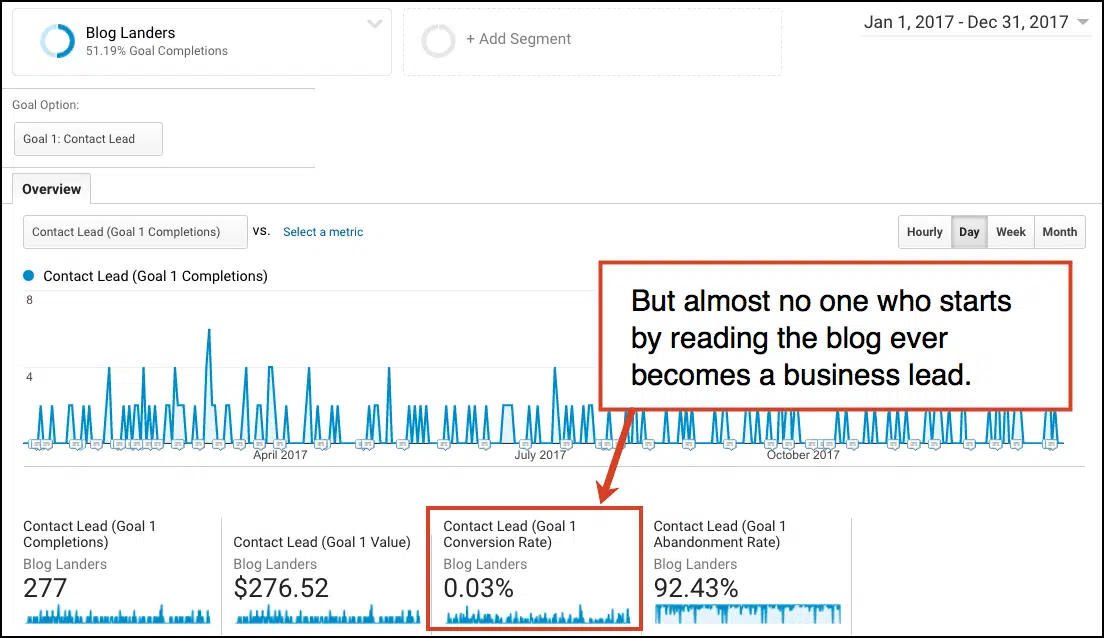 Blog Landers
51.19% Goal Completions
+ Add Segment
Jan 1, 2017 - Dec 31, 2017
Goal Option:
Goal 1: Contact Lead
Overview
Contact Lead (Goal 1 Completions)
vs.
Select a metric
Hourly
Day
Week
Month
Contact Lead (Goal 1 Completions)
8
4
But almost no one who starts
by reading the blog ever
becomes a business lead.
April 2017
July 2017
October 2017
Contact Lead (Goal 1
Completions)
Blog Landers
277
Contact Lead (Goal 1 Value)
Blog Landers
$276.52
Contact Lead (Goal 1
Conversion Rate)
Blog Landers
0.03%
Contact Lead (Goal 1
Abandonment Rate)
Blog Landers
92.43%